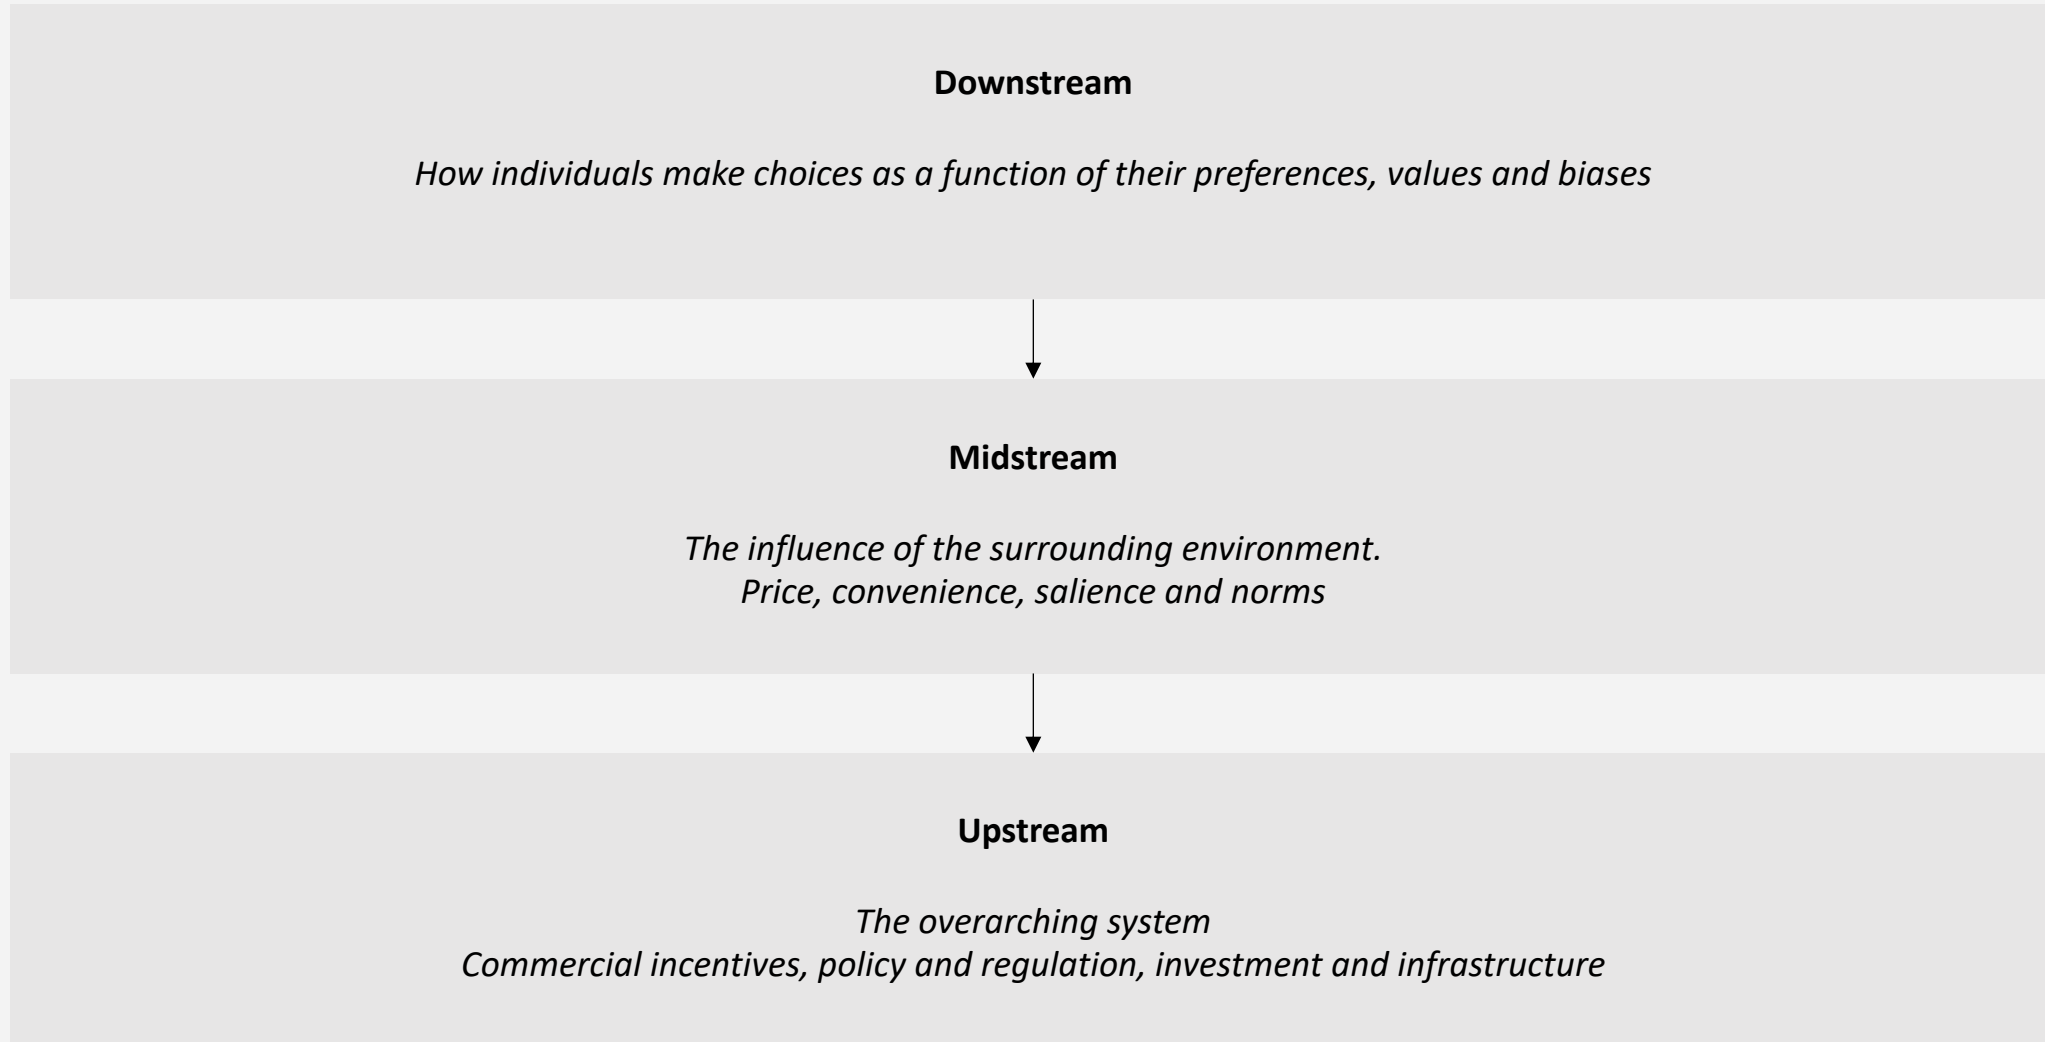 Downstream
How individuals make choices as a function of their preferences, values and biases
Midstream
The influence of the surrounding environment.
Price, convenience, salience and norms
Upstream
The overarching system
Commercial incentives, policy and regulation, investment and infrastructure